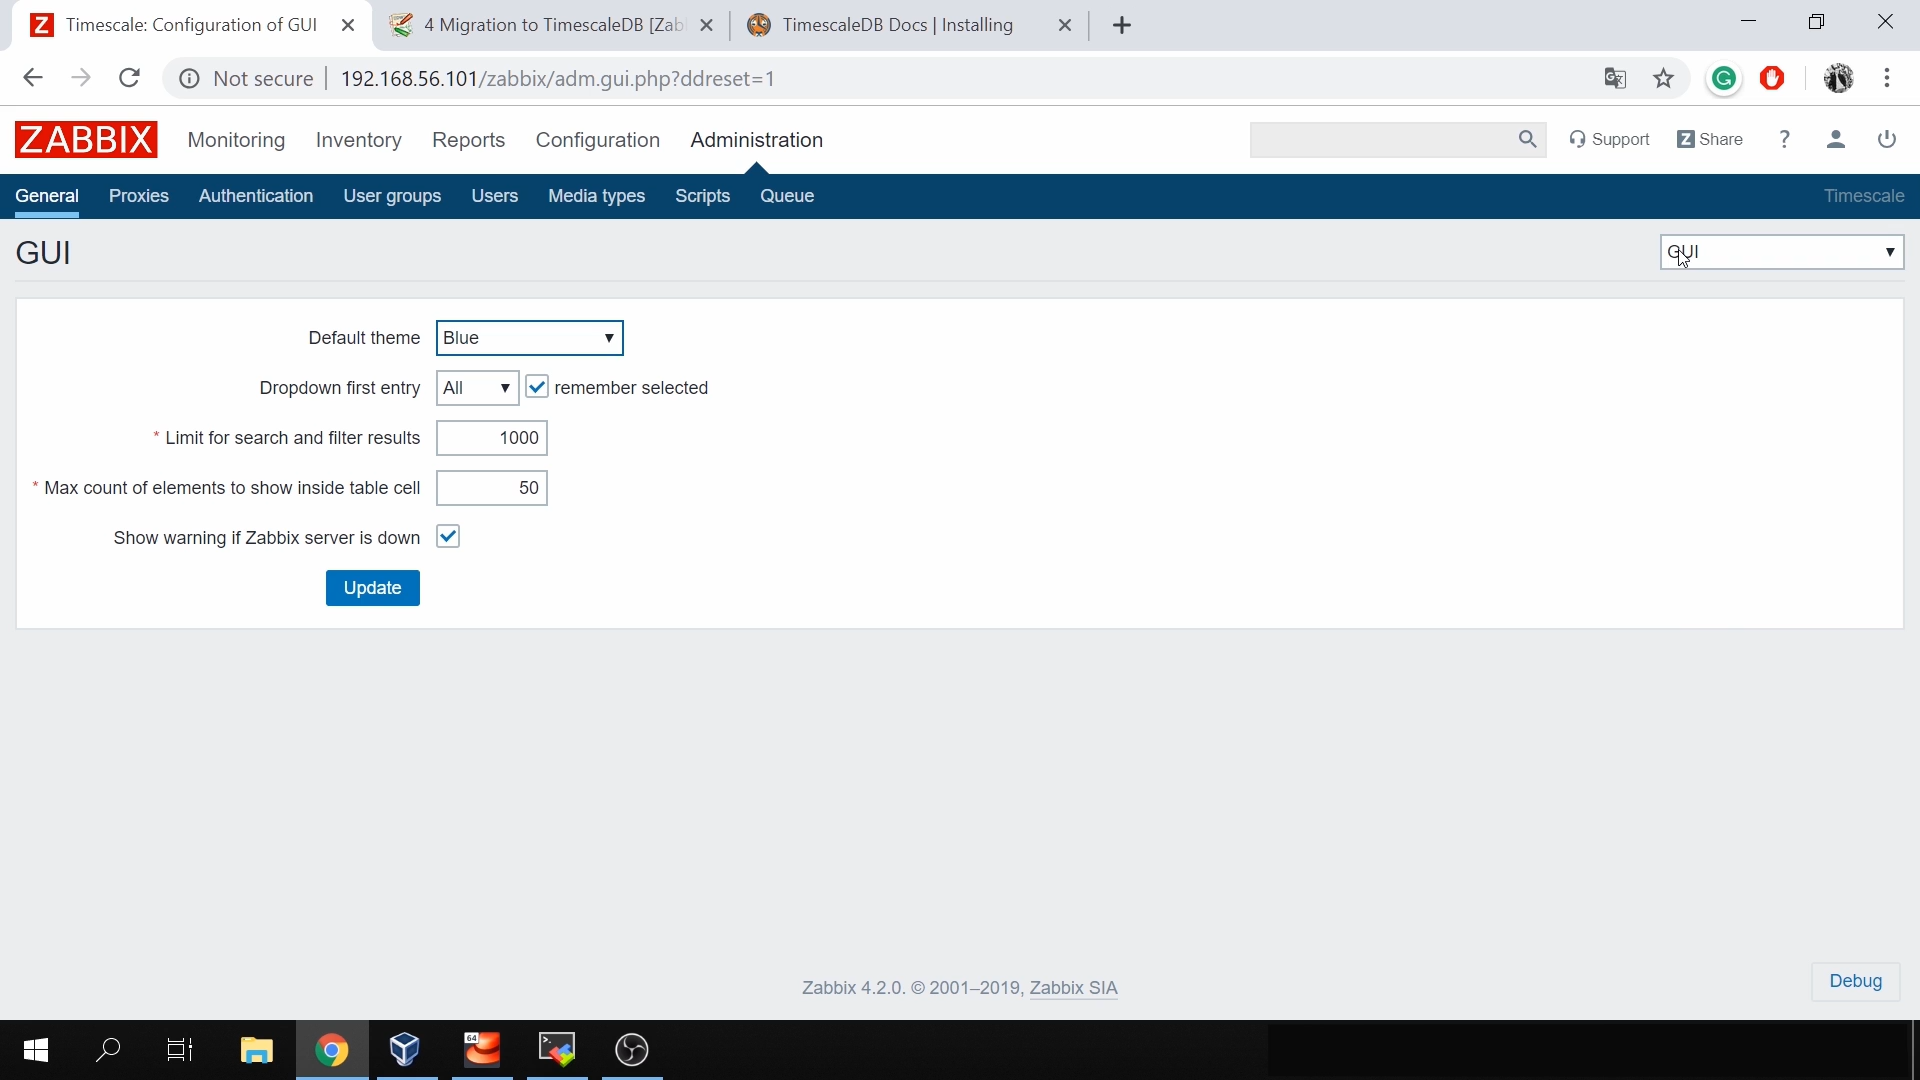 Timescale: Configuration of GUI
4 Migration to TimescaleDB [Zab
TimescaleDB Docs | Installing
Not secure | 192.168.56.101/zabbix/adm.gui.php?ddreset=1
ZABBIX Monitoring Inventory Reports Configuration Administration Support Z Share ?
General Proxies Authentication User groups Users Media types Scripts Queue Timescale
GUI GUI
Default theme Blue
Dropdown first entry All remember selected
* Limit for search and filter results 1000
* Max count of elements to show inside table cell 50
Show warning if Zabbix server is down
Update
Debug
Zabbix 4.2.0. © 2001–2019, Zabbix SIA
64